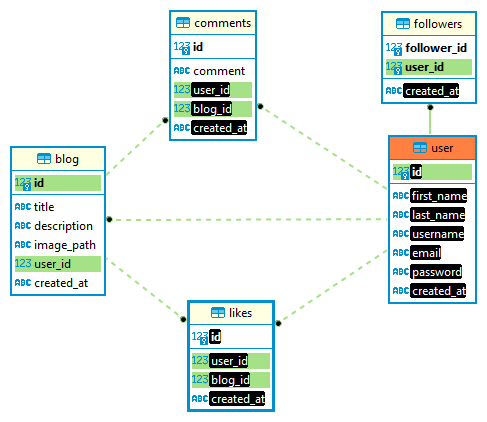 comments
123 id
ABC comment
123 user_id
123 blog_id
ABC created_at
followers
123 follower_id
123 user_id
ABC created_at
blog
123 id
ABC title
ABC description
ABC image_path
123 user_id
ABC created_at
user
123 id
ABC first_name
ABC last_name
ABC username
ABC email
ABC password
ABC created_at
likes
123 id
123 user_id
123 blog_id
ABC created_at